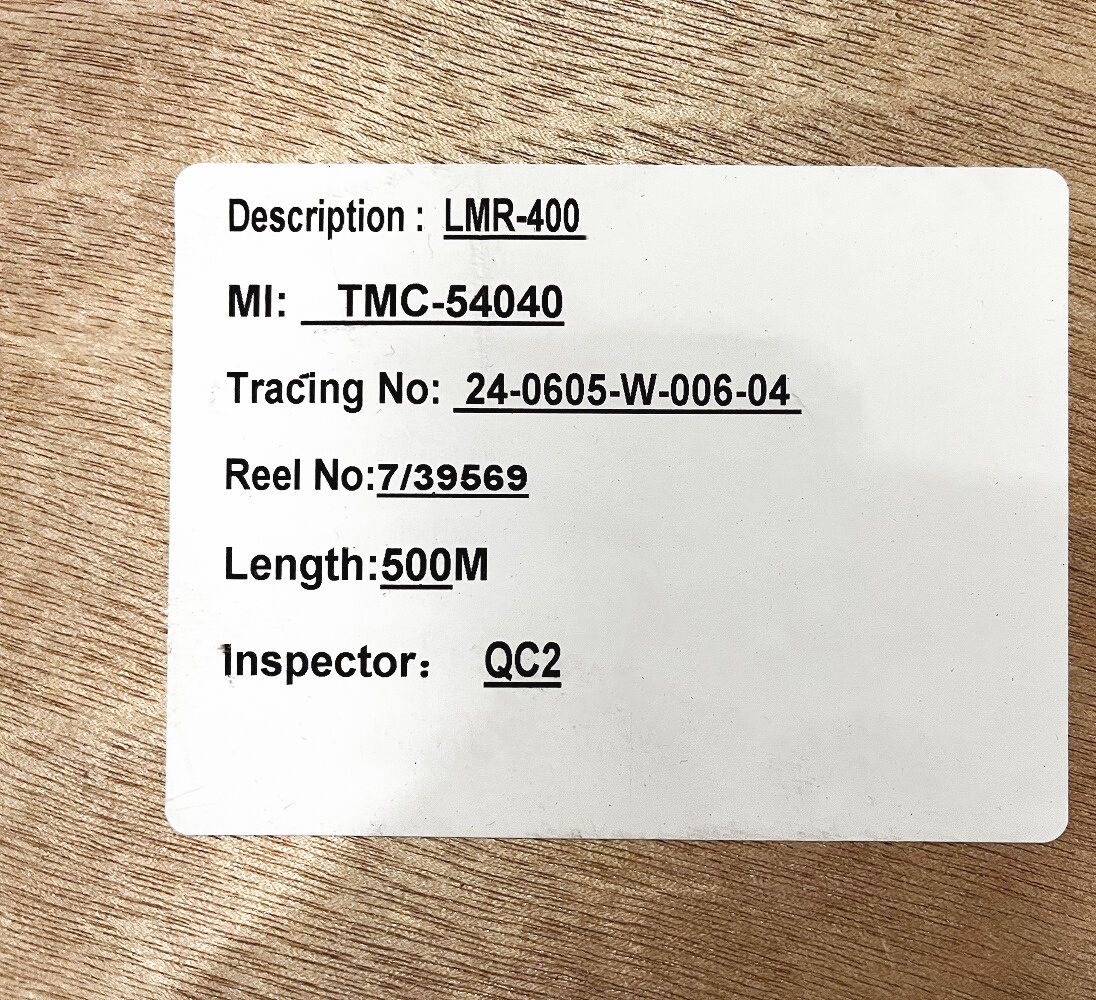 Description : LMR-400
MI: TMC-54040
Tracing No: 24-0605-W-006-04
Reel No:7/39569
Length:500M
Inspector： QC2